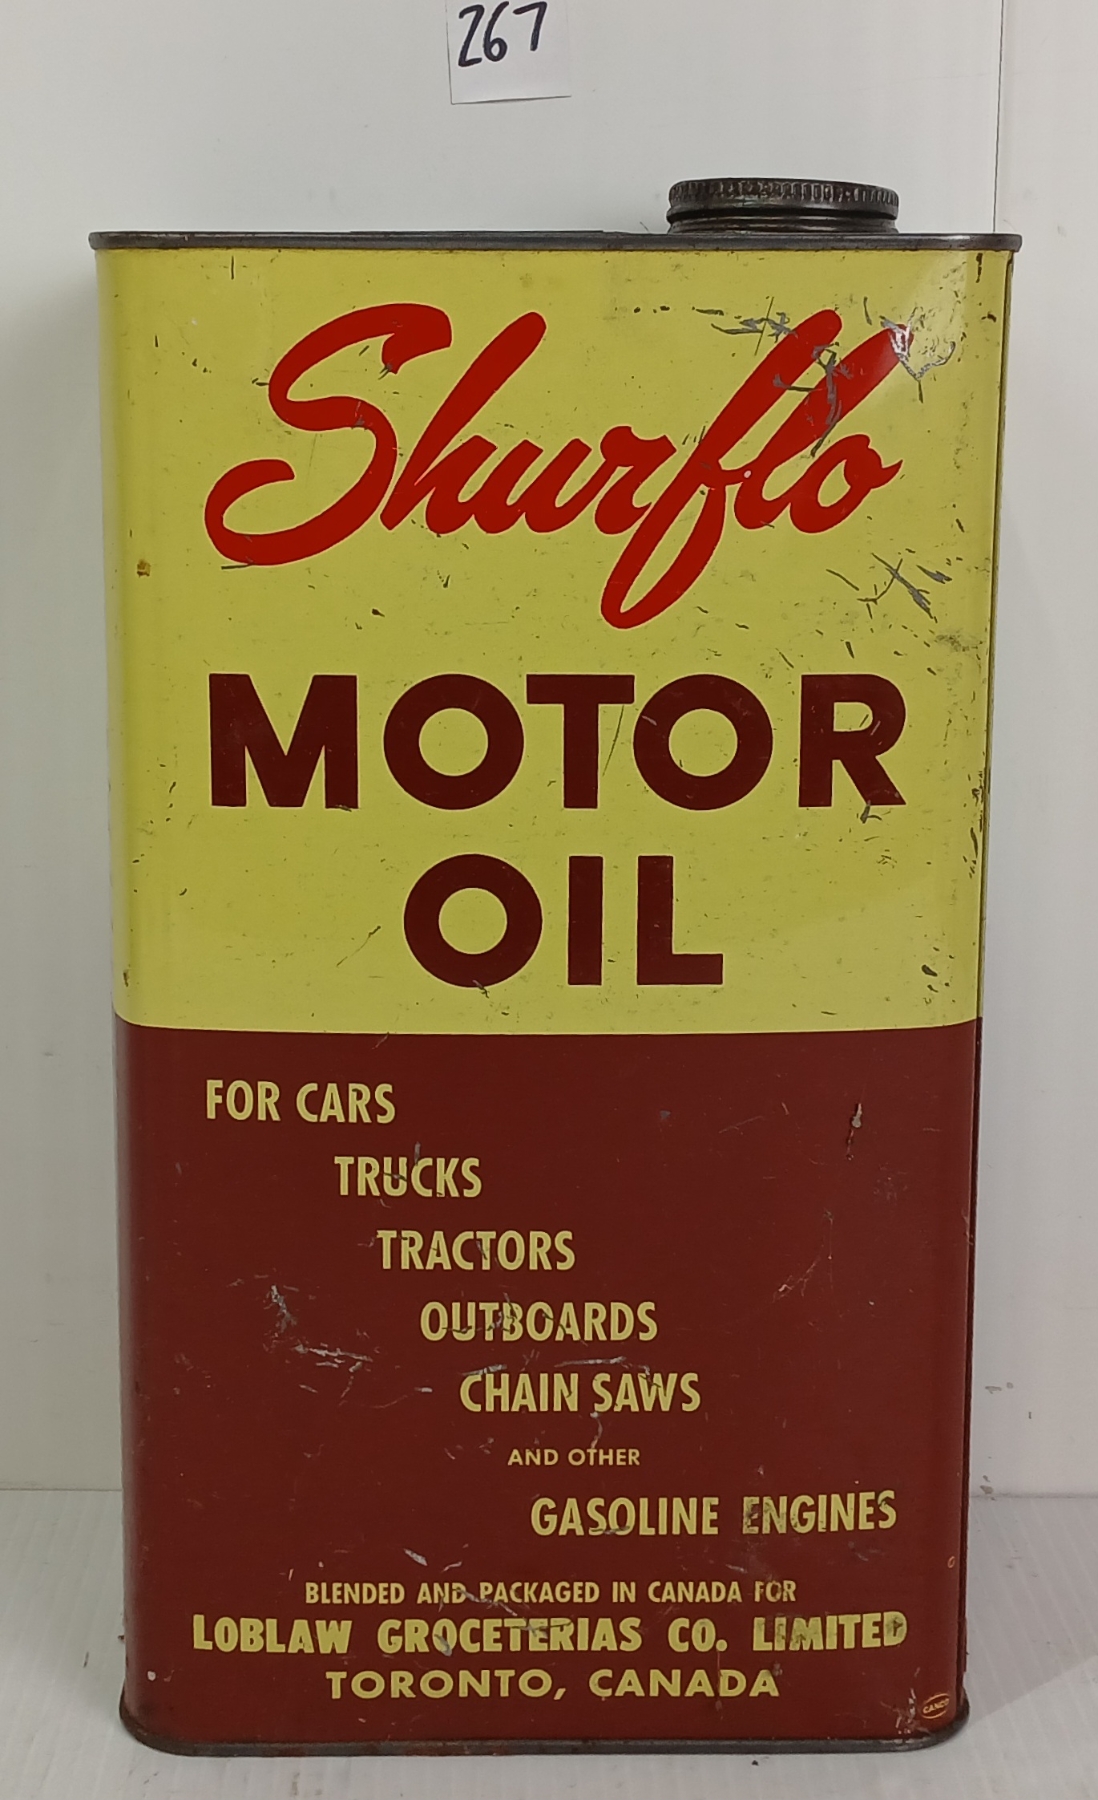 267
Shurflo
MOTOR
OIL
FOR CARS
TRUCKS
TRACTORS
OUTBOARDS
CHAIN SAWS
AND OTHER
GASOLINE ENGINES
BLENDED AND PACKAGED IN CANADA FOR
LOBLAW GROCETERIAS CO. LIMITED
TORONTO, CANADA
CANCO